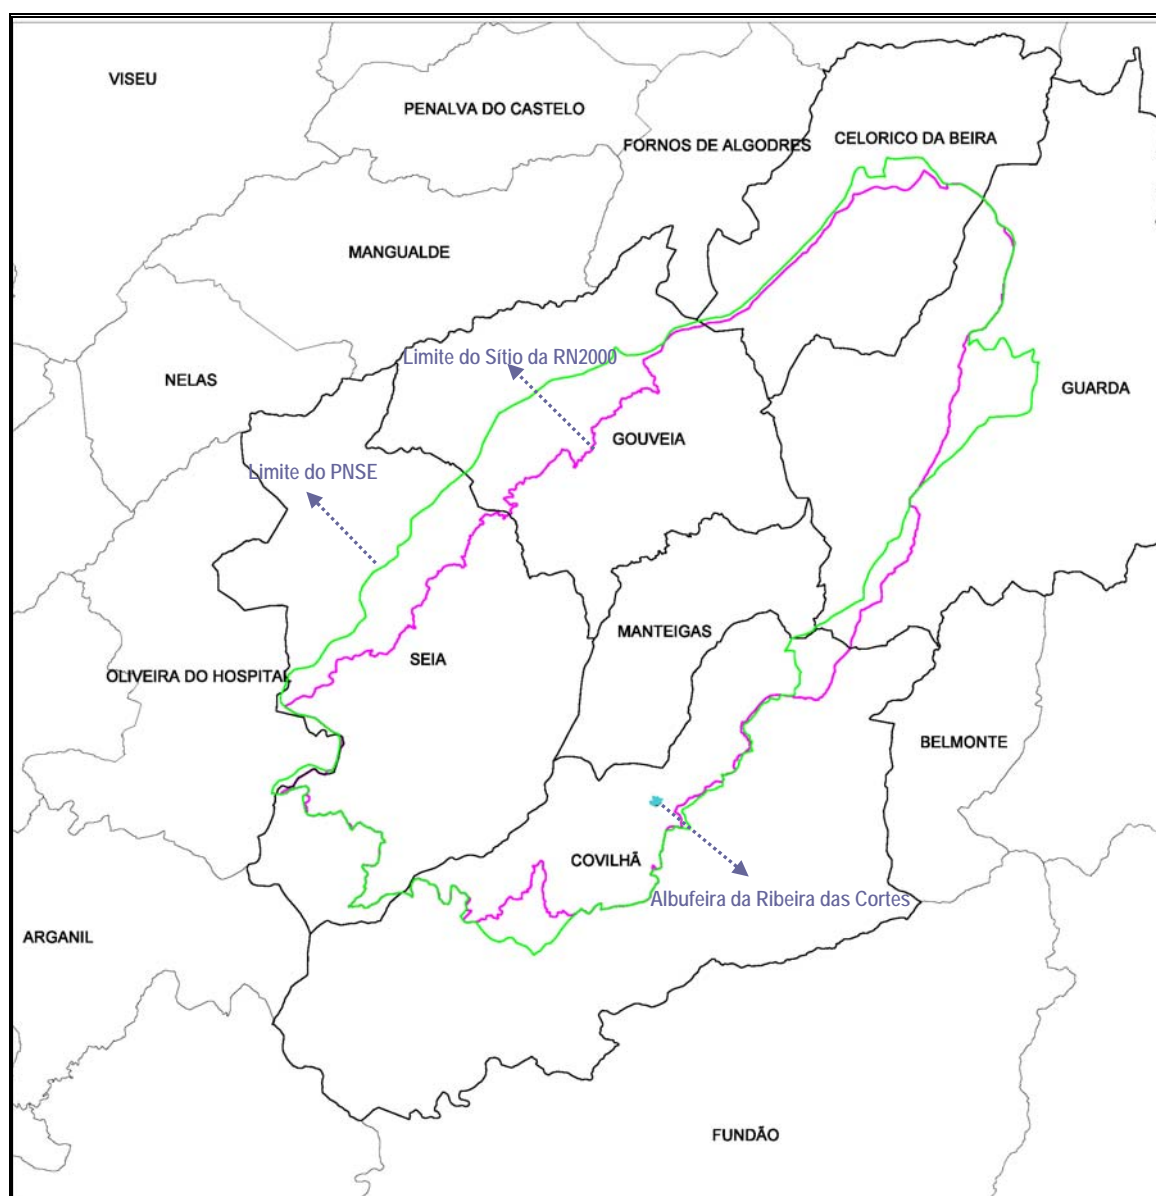 VISEU
PENALVA DO CASTELO
FORNOS DE ALGODRES
CELORICO DA BEIRA
MANGUALDE
Limite do Sítio da RN2000
NELAS
GUARDA
GOUVEIA
Limite do PNSE
MANTEIGAS
SEIA
OLIVEIRA DO HOSPITAL
BELMONTE
COVILHÃ
Albufeira da Ribeira das Cortes
ARGANIL
FUNDÃO